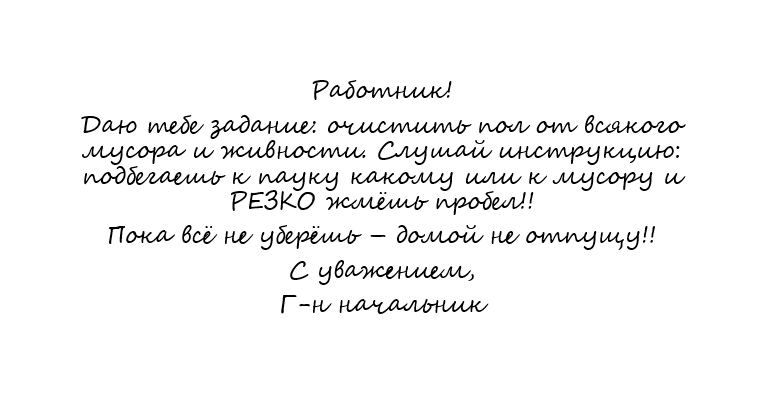 Работник!
Даю тебе задание: очистить пол от всякого
мусора и живности. Слушай инструкцию:
подбегаешь к пауку какому или к мусору и
РЕЗКО жмёшь пробел!!
Пока всё не уберёшь – домой не отпущу!!
С уважением,
Г-н начальник